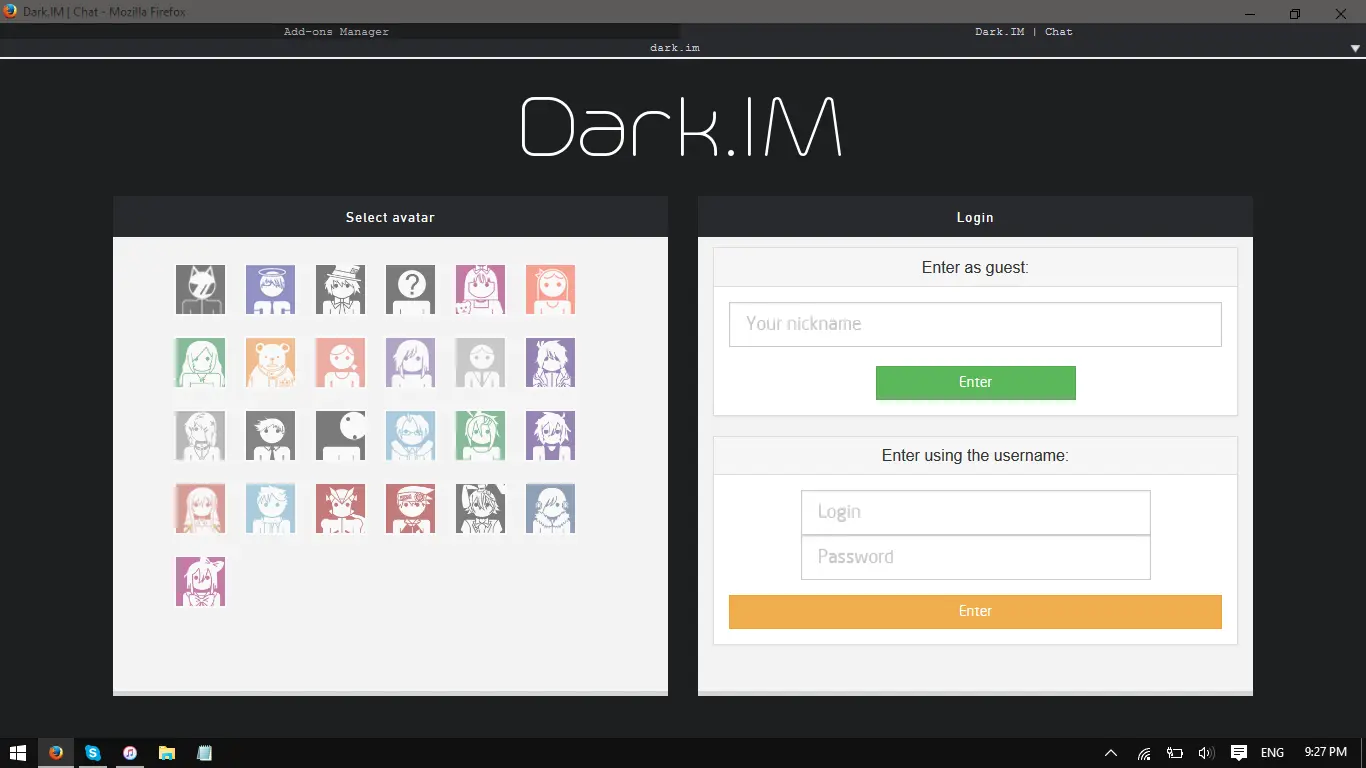 Dark.IM | Chat - Mozilla Firefox
Add-ons Manager
Dark.IM | Chat
dark.im
Dark.IM
Select avatar
?
Login
Enter as guest:
Your nickname
Enter
Enter using the username:
Login
Password
Enter
ENG
9:27 PM